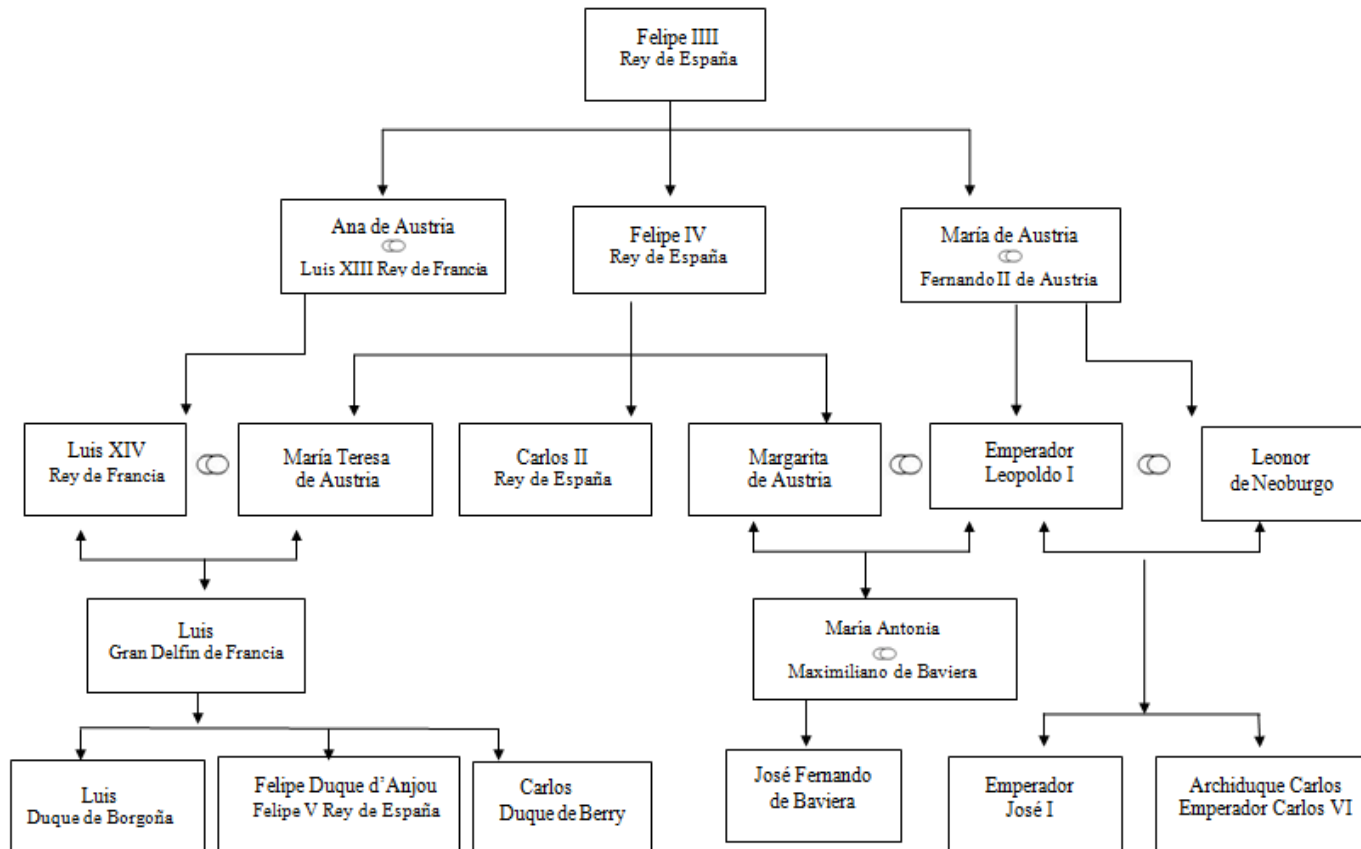 Felipe IIII
Rey de España
Ana de Austria
Luis XIII Rey de Francia
Felipe IV
Rey de España
María de Austria
Fernando II de Austria
Luis XIV
Rey de Francia
María Teresa
de Austria
Carlos II
Rey de España
Margarita
de Austria
Emperador
Leopoldo I
Leonor
de Neoburgo
Luis
Gran Delfín de Francia
María Antonia
Maximiliano de Baviera
Luis
Duque de Borgoña
Felipe Duque d’Anjou
Felipe V Rey de España
Carlos
Duque de Berry
José Fernando
de Baviera
Emperador
José I
Archiduque Carlos
Emperador Carlos VI